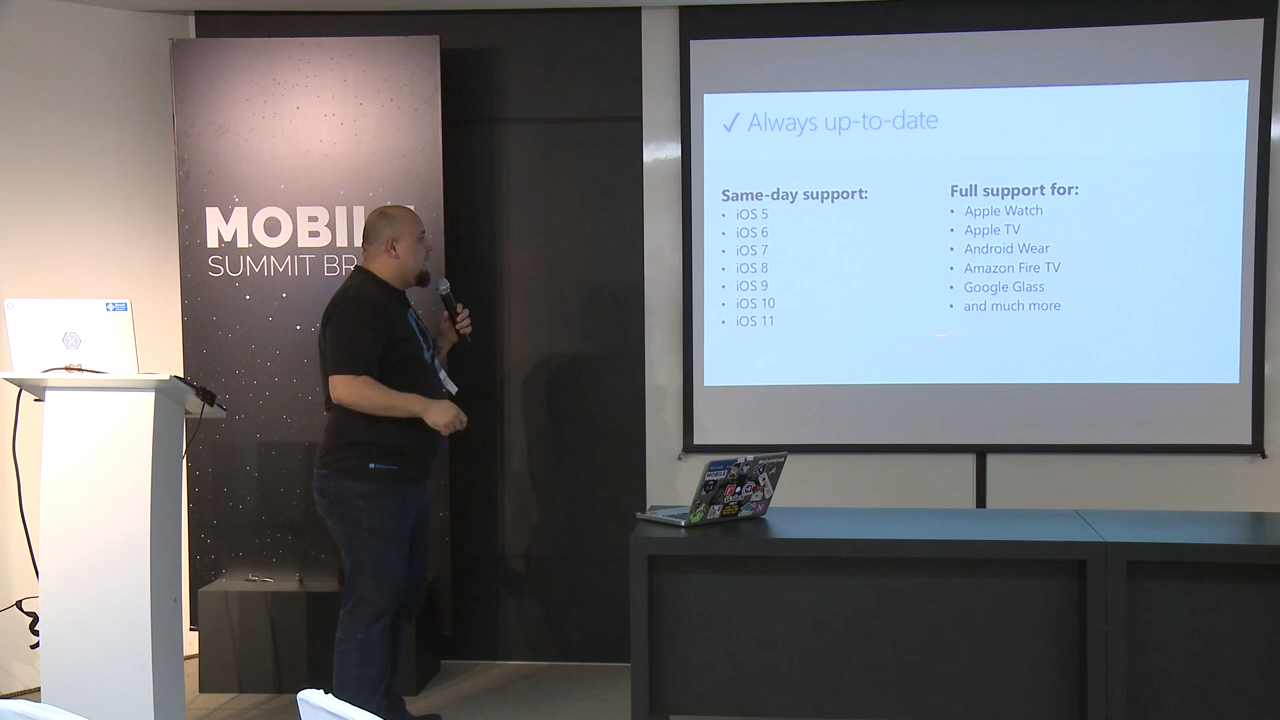 MOBIL
SUMMIT BR
✓ Always up-to-date
Same-day support:
• iOS 5
• iOS 6
• iOS 7
• iOS 8
• iOS 9
• iOS 10
• iOS 11
Full support for:
• Apple Watch
• Apple TV
• Android Wear
• Amazon Fire TV
• Google Glass
• and much more
MOBILE